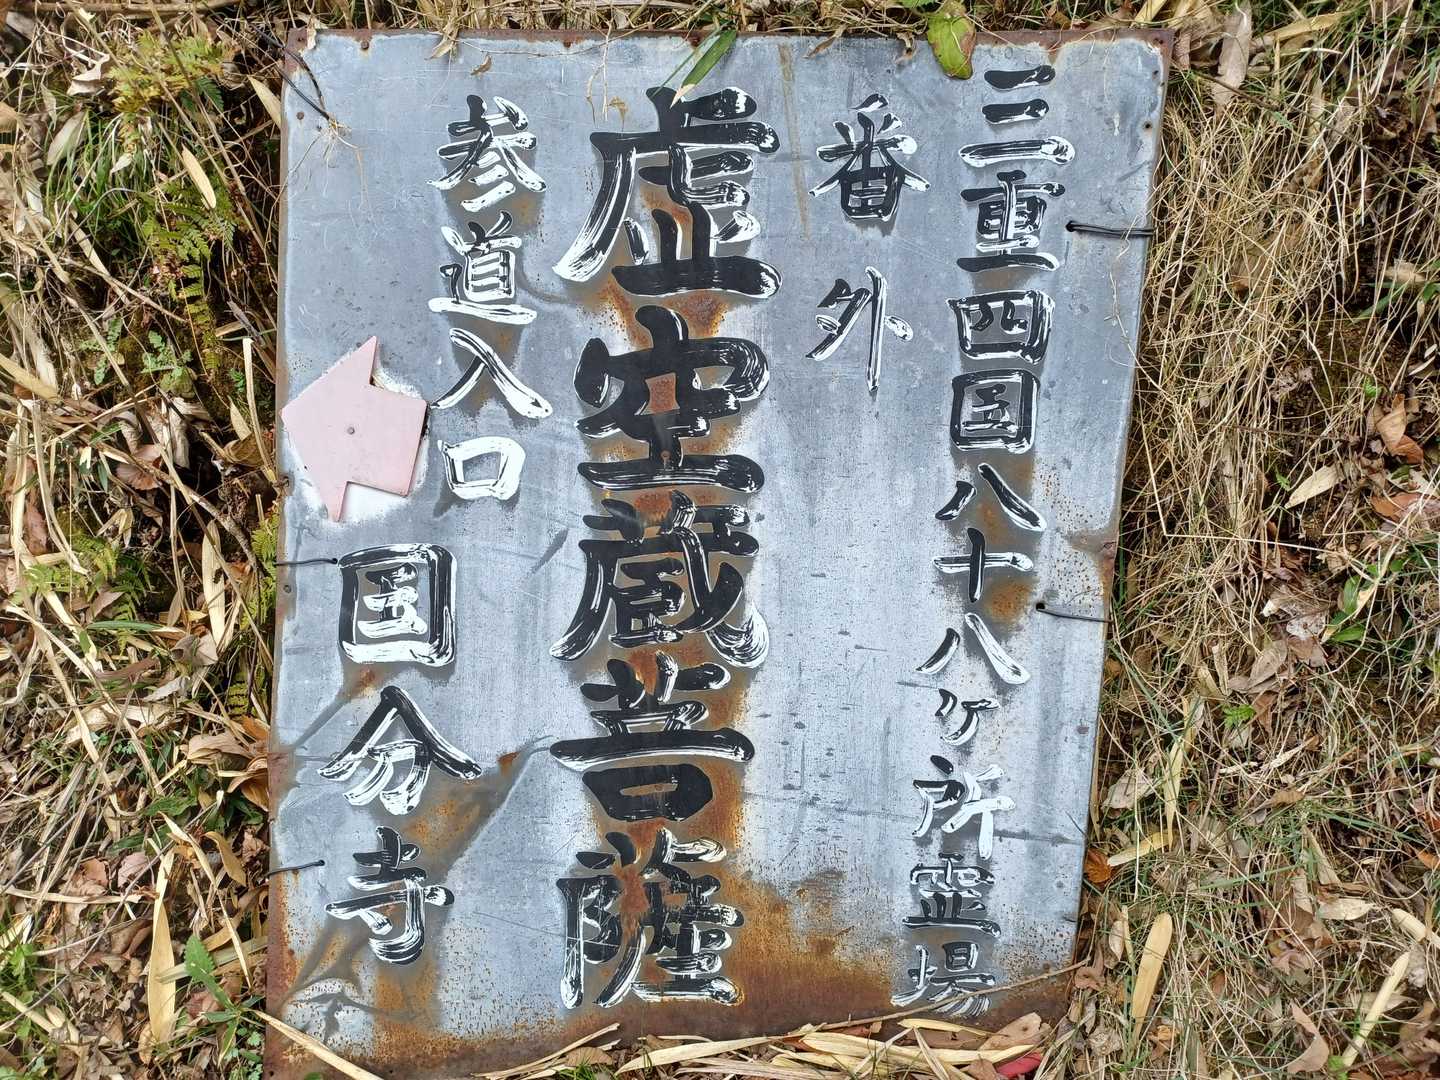 三重四国八十八ヶ所霊場
番外
虚空蔵菩薩
参道入口
国分寺